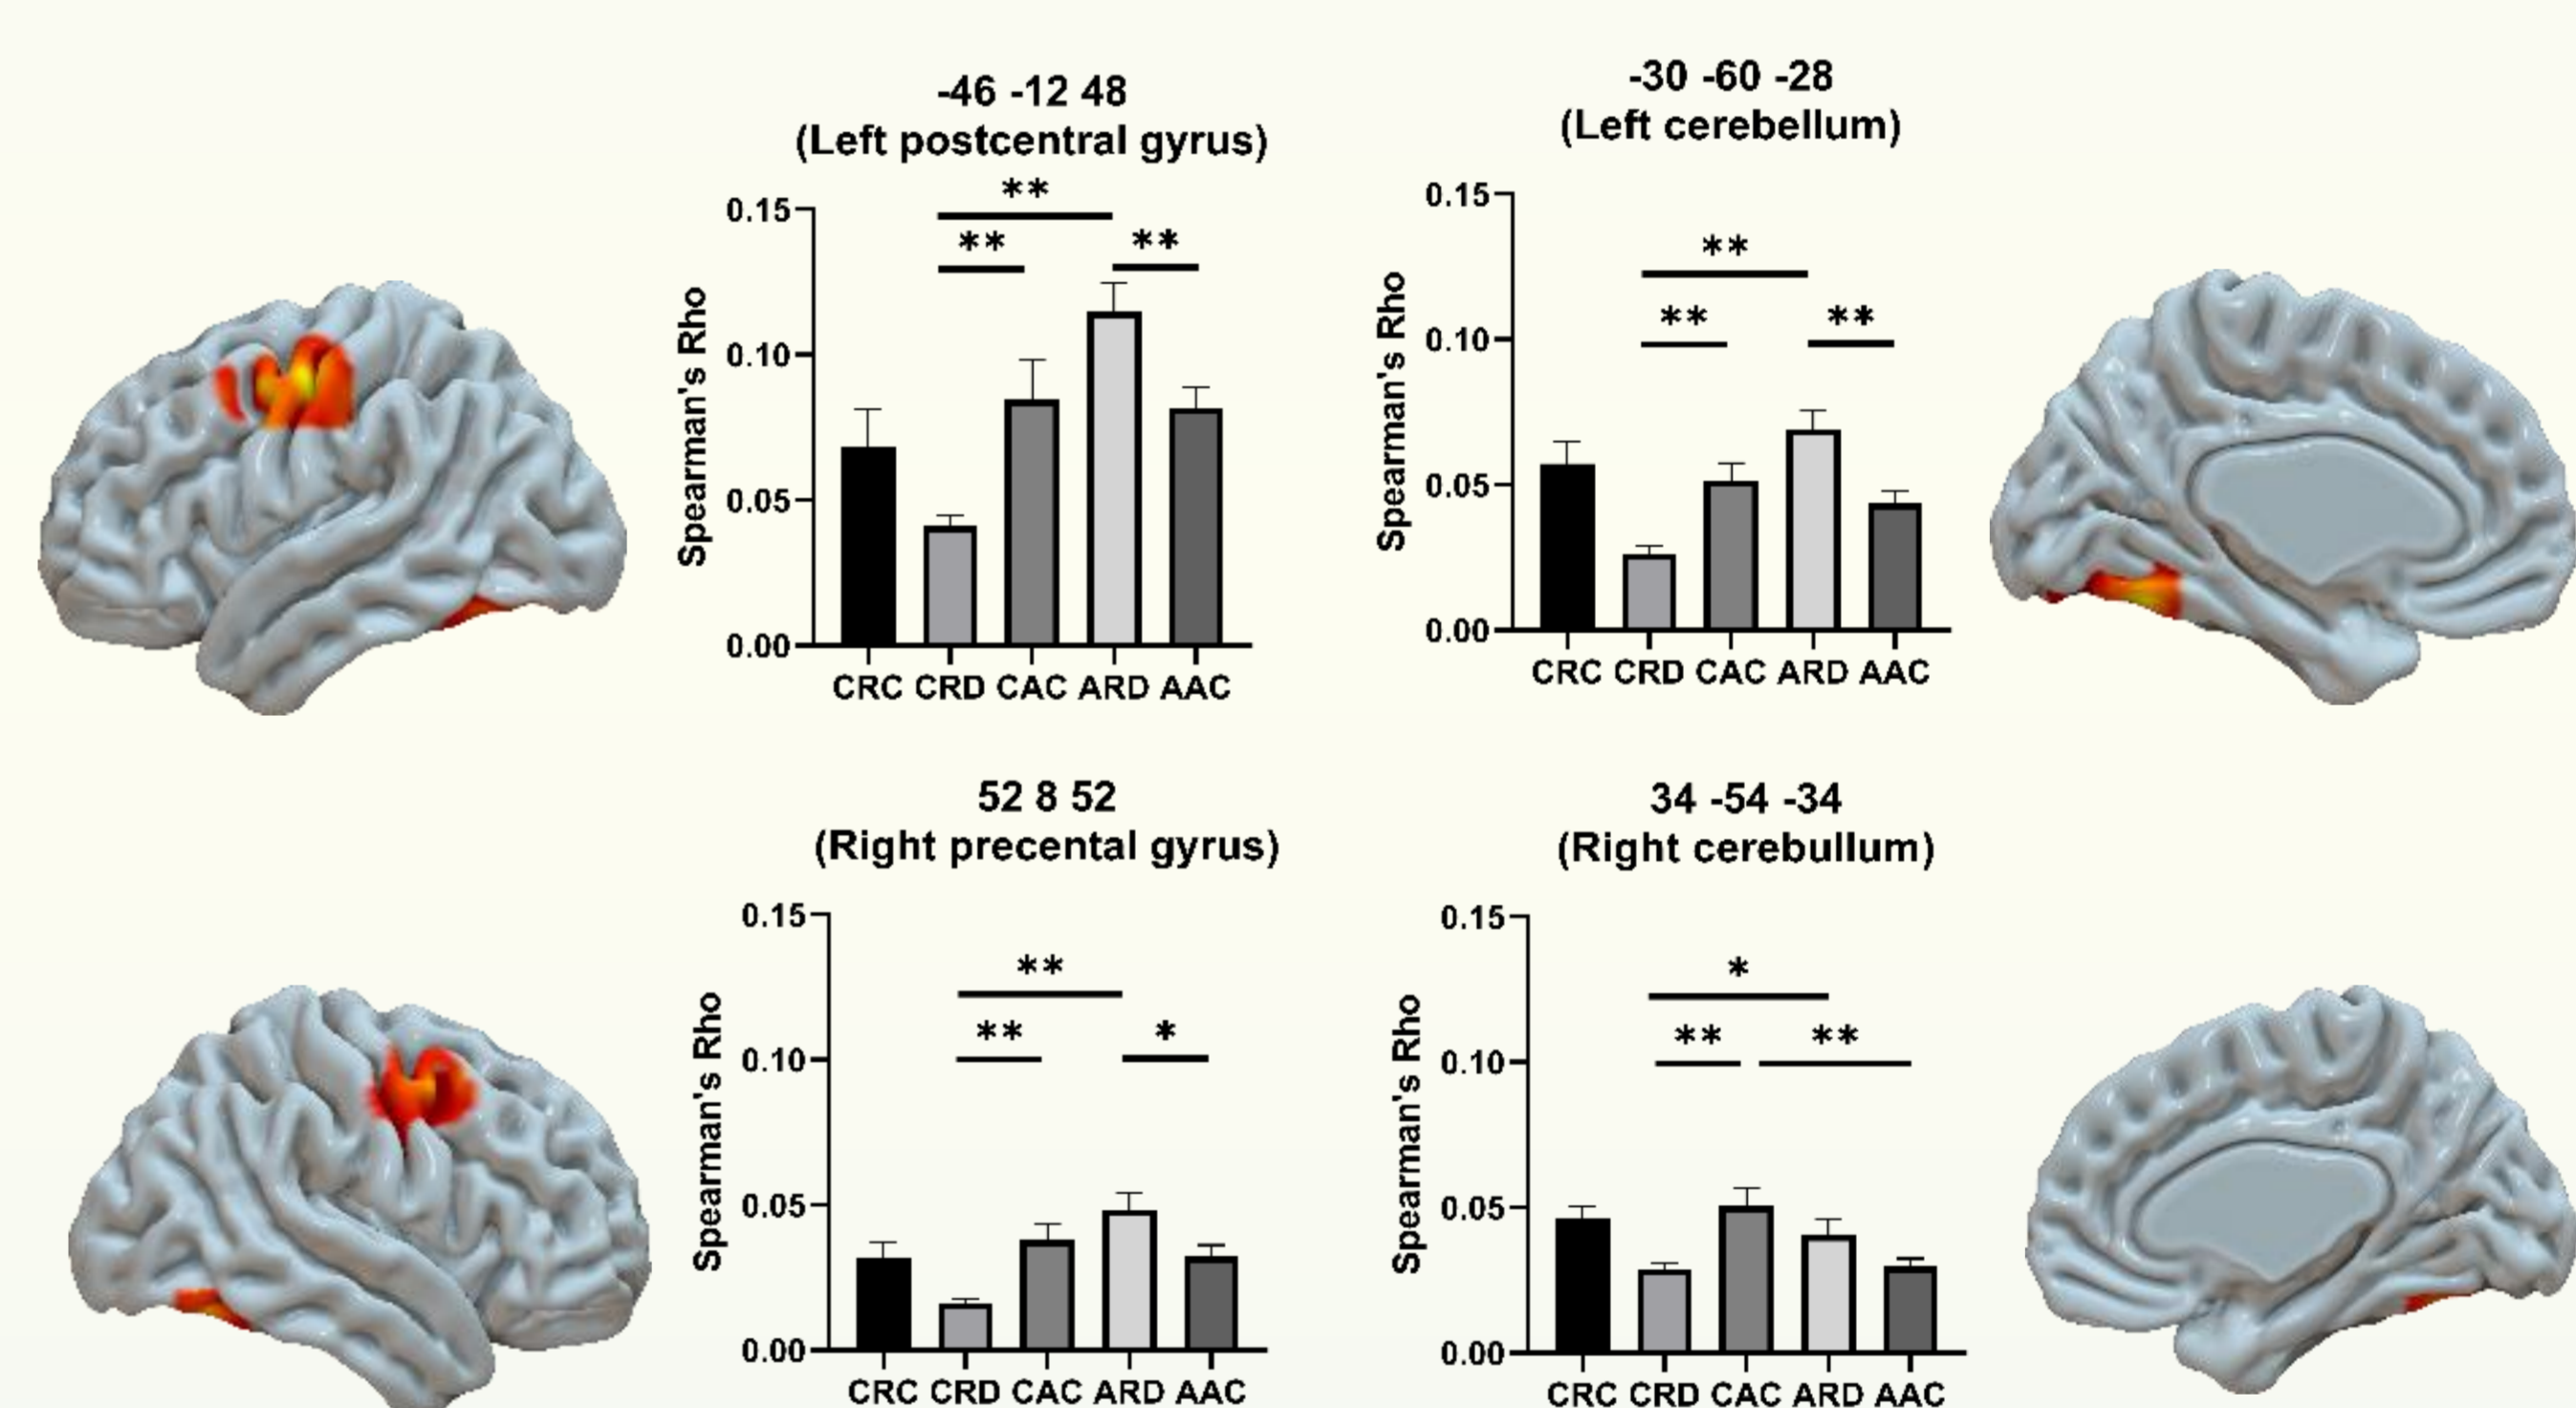 -46 -12 48
(Left postcentral gyrus)
**
**
**
0.15
0.10
0.05
0.00
Spearman's Rho
CRC CRD CAC ARD AAC
-30 -60 -28
(Left cerebellum)
**
**
**
0.15
0.10
0.05
0.00
Spearman's Rho
CRC CRD CAC ARD AAC
52 8 52
(Right precental gyrus)
**
**
*
0.15
0.10
0.05
0.00
Spearman's Rho
CRC CRD CAC ARD AAC
34 -54 -34
(Right cerebullum)
*
**
**
0.15
0.10
0.05
0.00
Spearman's Rho
CRC CRD CAC ARD AAC